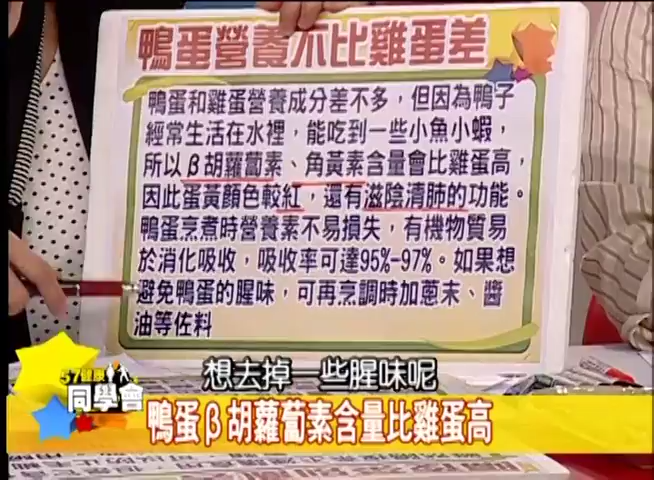 鴨蛋營養不比雞蛋差
鴨蛋和雞蛋營養成分差不多，但因為鴨子
經常生活在水裡，能吃到一些小魚小蝦，
所以β胡蘿蔔素、角黃素含量會比雞蛋高，
因此蛋黃顏色較紅，還有滋陰清肺的功能。
鴨蛋烹煮時營養素不易損失，有機物質易
於消化吸收，吸收率可達95%-97%。如果想
避免鴨蛋的腥味，可再烹調時加蔥末、醬
油等佐料
想去掉一些腥味呢
57健康
同學會
鴨蛋β胡蘿蔔素含量比雞蛋高